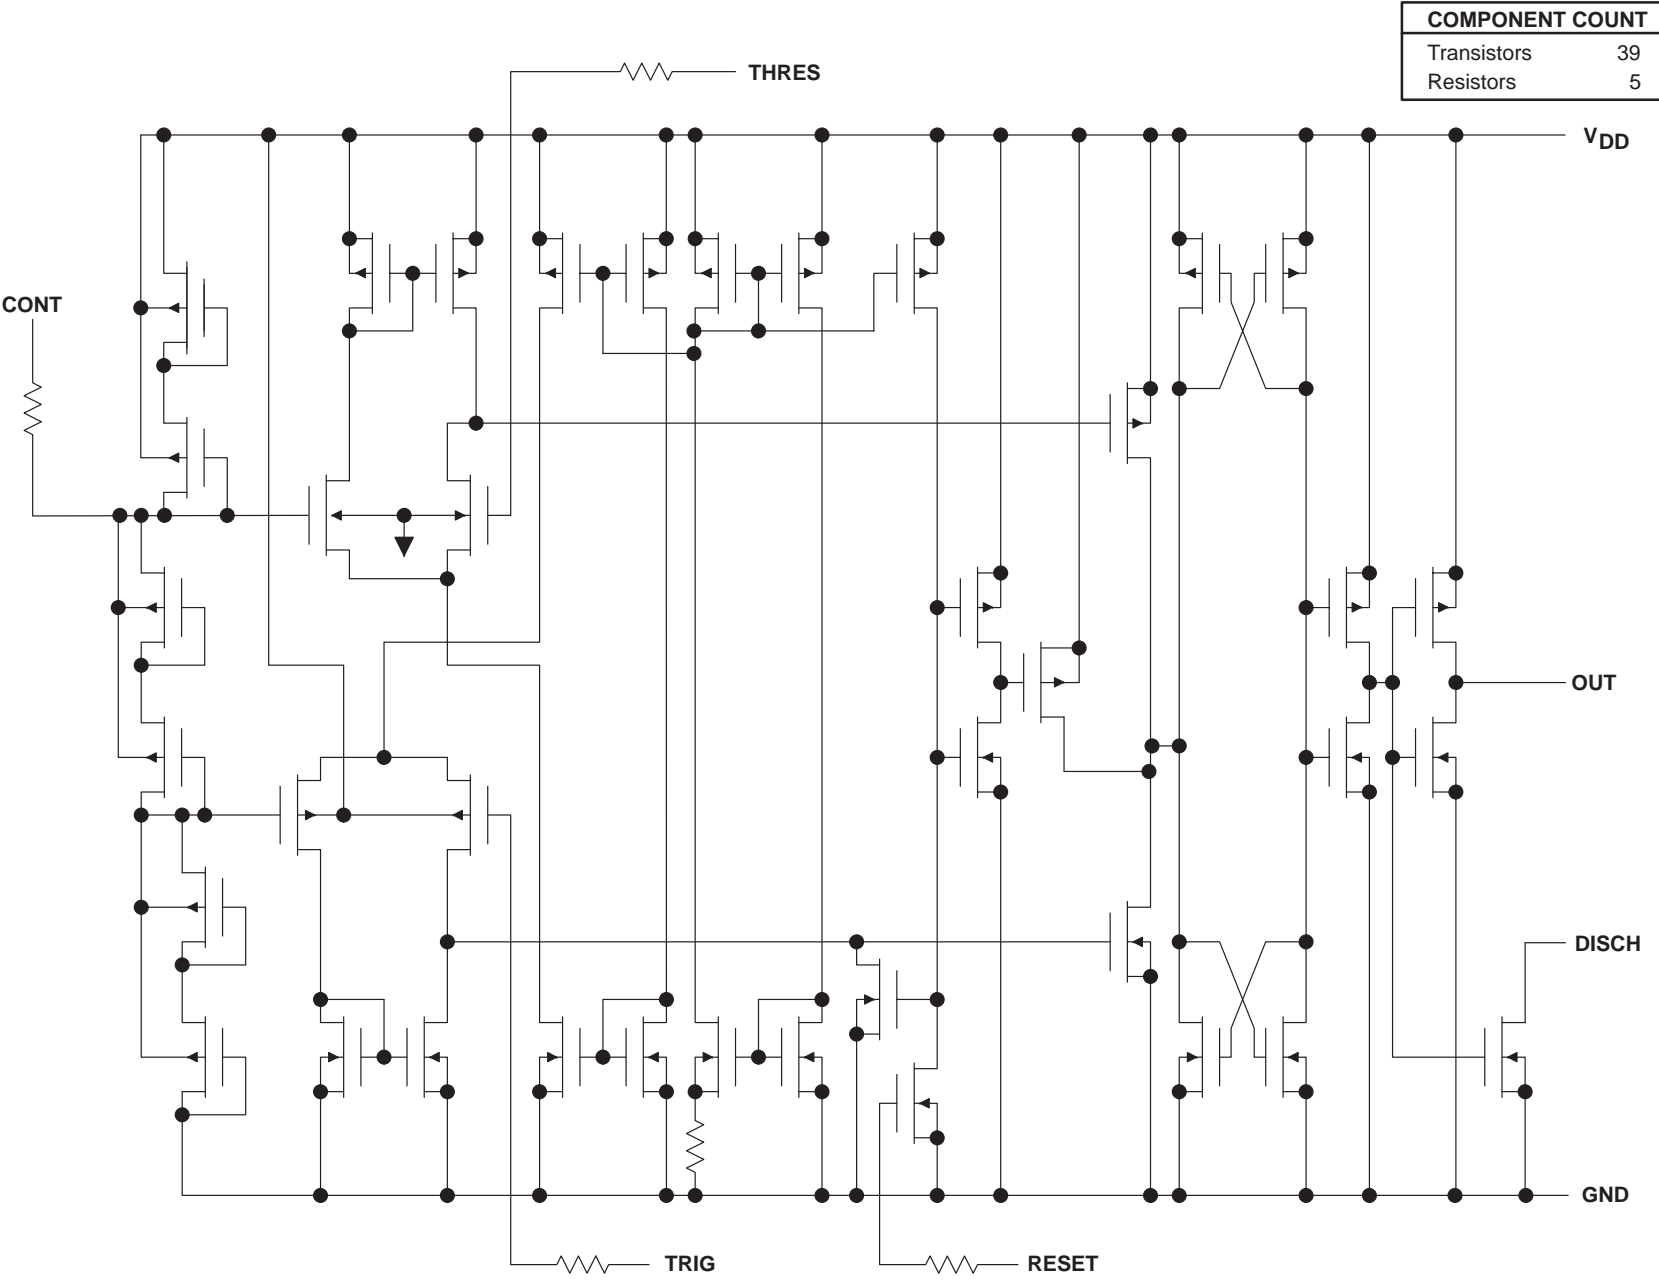 COMPONENT COUNT
Transistors 39
Resistors 5
THRES
VDD
CONT
OUT
DISCH
GND
TRIG
RESET